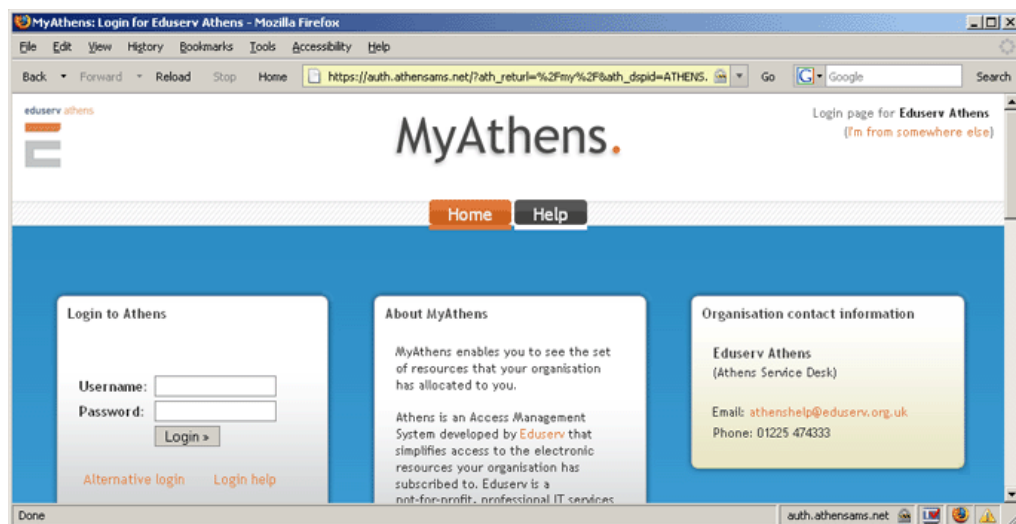 MyAthens: Login for Eduserv Athens - Mozilla Firefox
File Edit View History Bookmarks Tools Accessibility Help
Back Forward Reload Stop Home https://auth.athensams.net/?ath_returl=%2Fmy%2F&ath_dspid=ATHENS. Go G Google Search
eduserv athens
MyAthens.
Login page for Eduserv Athens
(I'm from somewhere else)
Home Help
Login to Athens
Username:
Password:
Login »
Alternative login Login help
About MyAthens
MyAthens enables you to see the set
of resources that your organisation
has allocated to you.
Athens is an Access Management
System developed by Eduserv that
simplifies access to the electronic
resources your organisation has
subscribed to. Eduserv is a
not-for-profit, professional IT services
Organisation contact information
Eduserv Athens
(Athens Service Desk)
Email: athenshelp@eduserv.org.uk
Phone: 01225 474333
Done auth.athensams.net